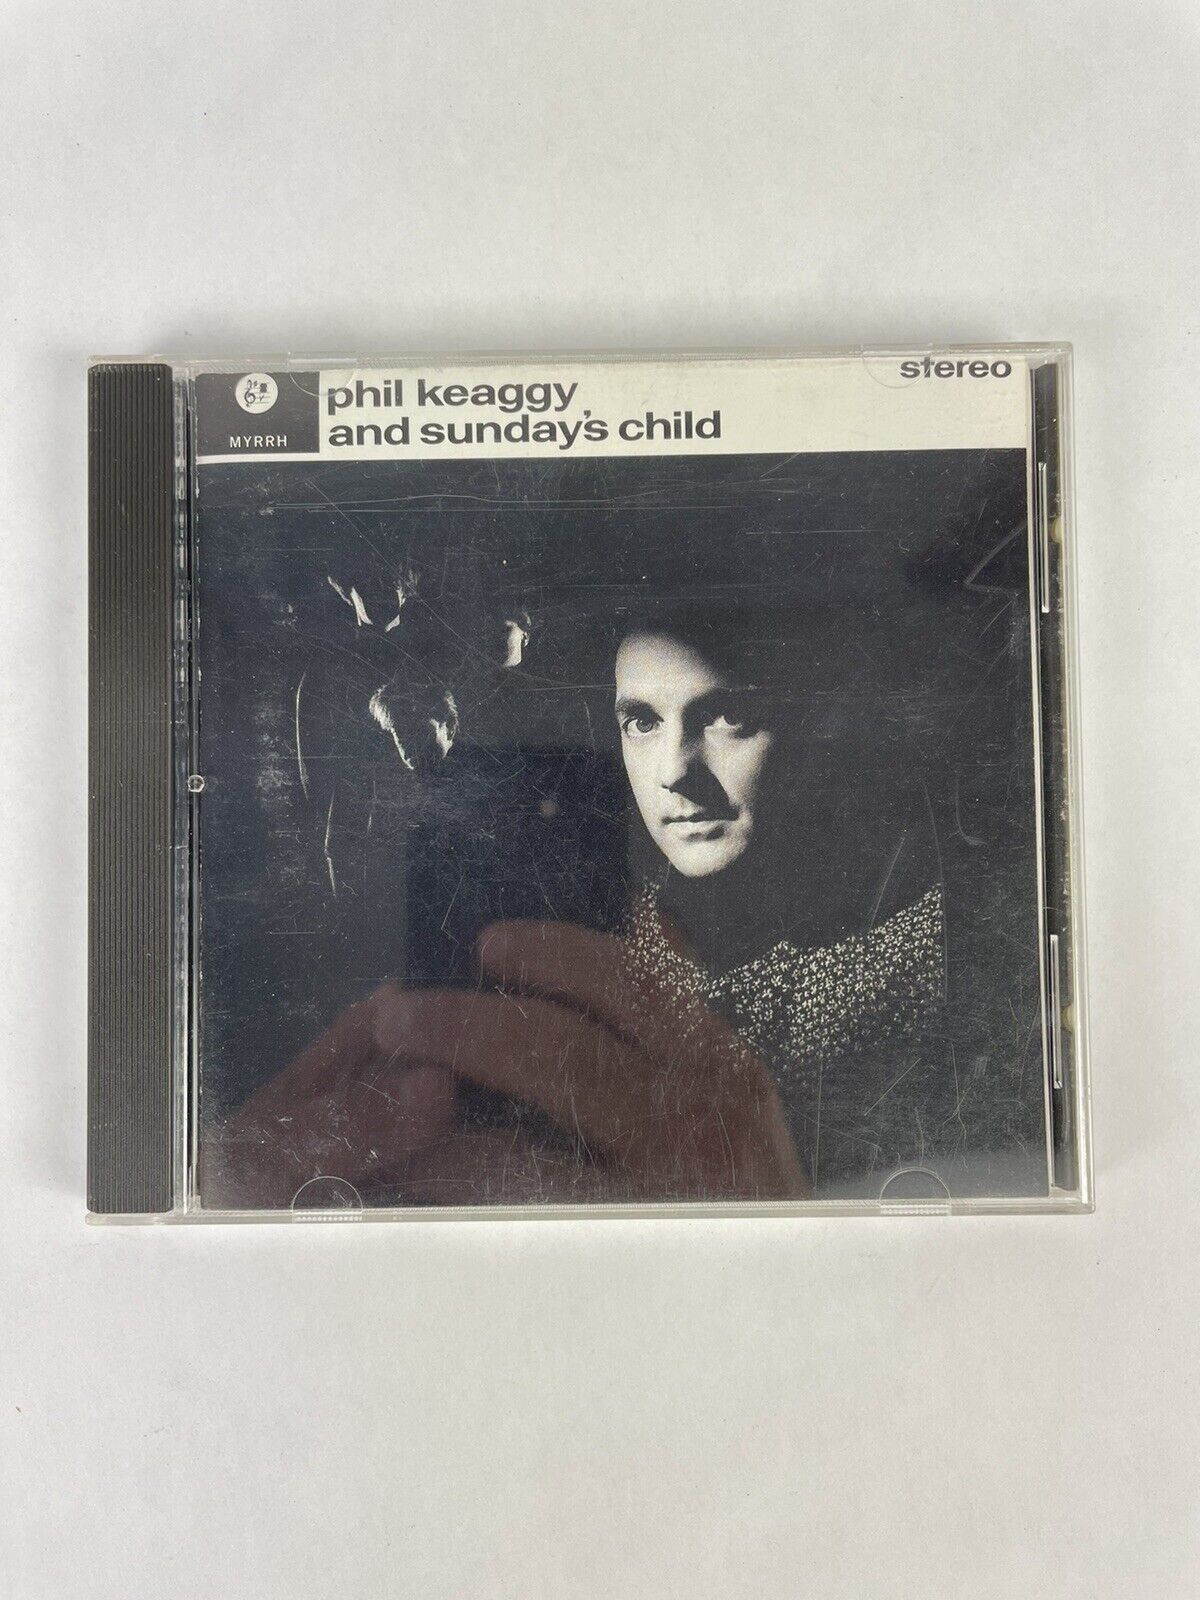 MYRRH
phil keaggy
and sunday's child
stereo